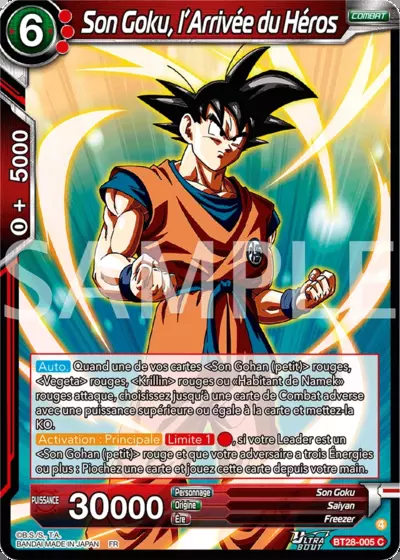 6
Son Goku, l'Arrivée du Héros
COMBAT
0 + 5000
SAMPLE
Auto. Quand une de vos cartes <Son Gohan (petit)> rouges,
<Vegeta> rouges, <Krillin> rouges ou «Habitant de Namek»
rouges attaque, choisissez jusqu'à une carte de Combat adverse
avec une puissance supérieure ou égale à la carte et mettez-la
KO.
Activation : Principale Limite 1, si votre Leader est un
<Son Gohan (petit)> rouge et que votre adversaire a trois Énergies
ou plus : Piochez une carte et jouez cette carte depuis votre main.
4
PUISSANCE
30000
Personnage Son Goku
Origine Saiyan
Ere Freezer
©B.S./S., T.A.
BANDAI MADE IN JAPAN FR
ULTRA BOUT
BT28-005 C